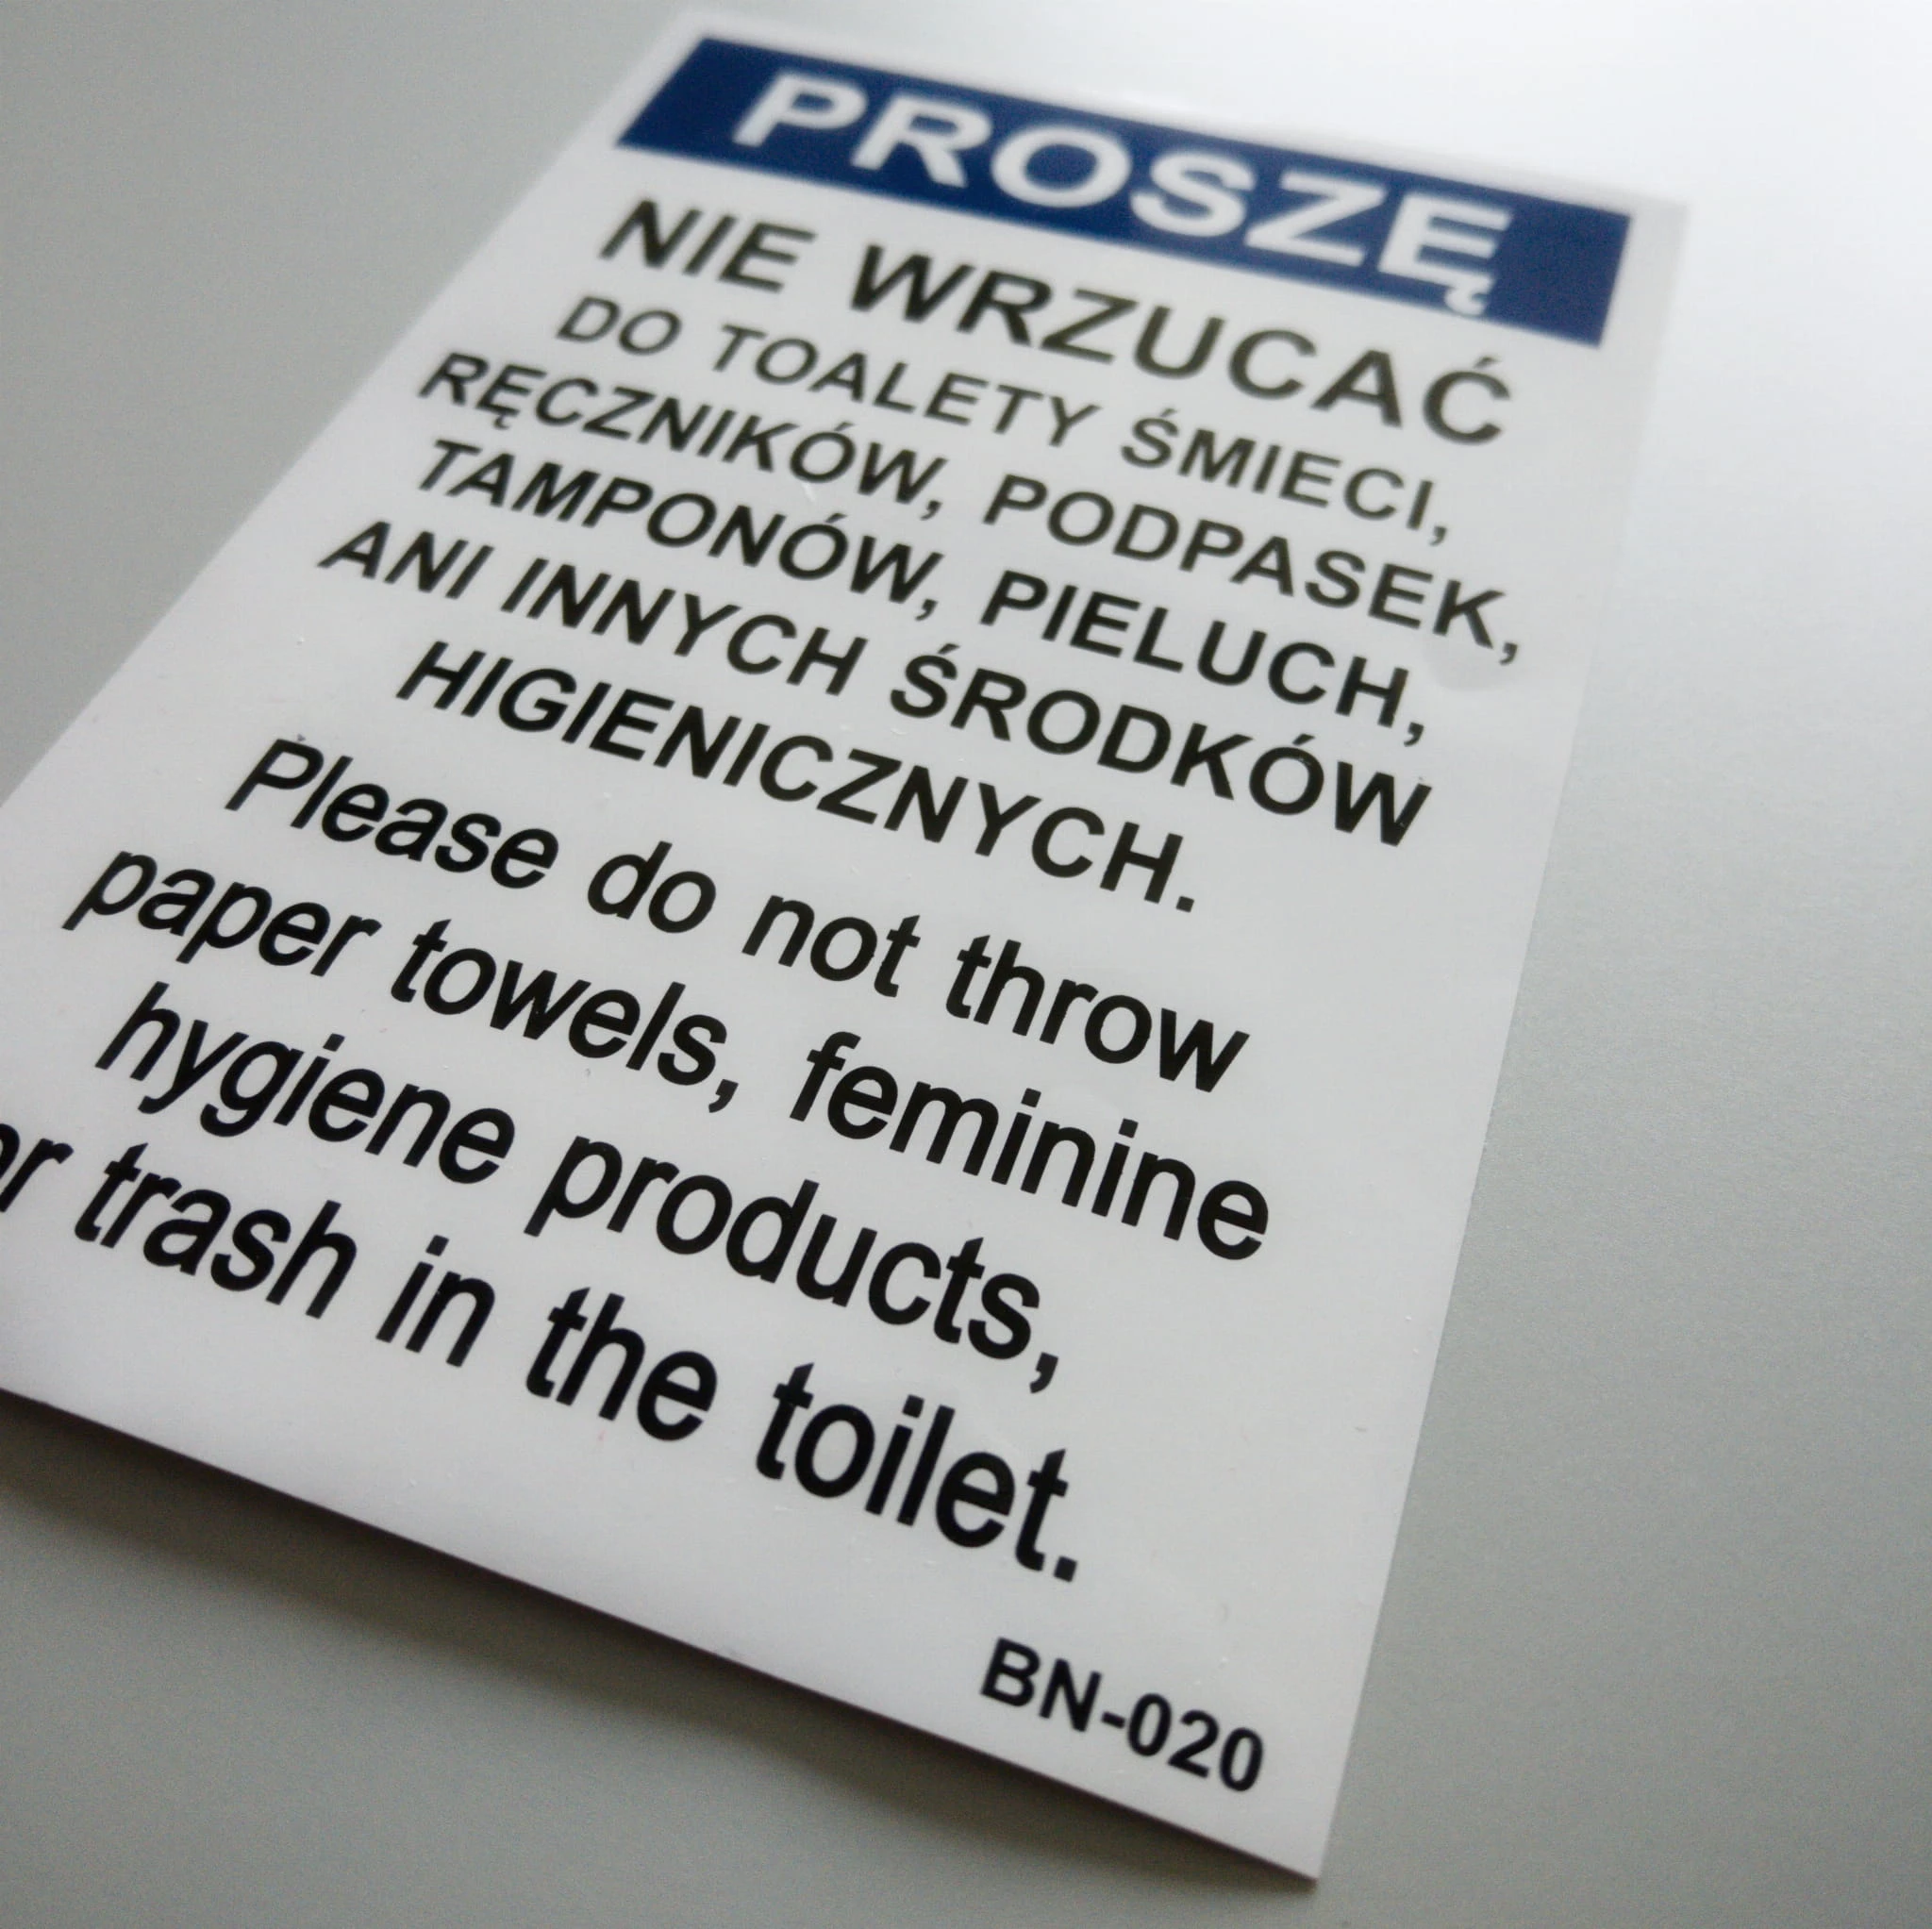 PROSZĘ
NIE WRZUCAĆ
DO TOALETY ŚMIECI,
RĘCZNIKÓW, PODPASEK,
TAMPONÓW, PIELUCH,
ANI INNYCH ŚRODKÓW
HIGIENICZNYCH.
Please do not throw
paper towels, feminine
hygiene products,
or trash in the toilet.
BN-020